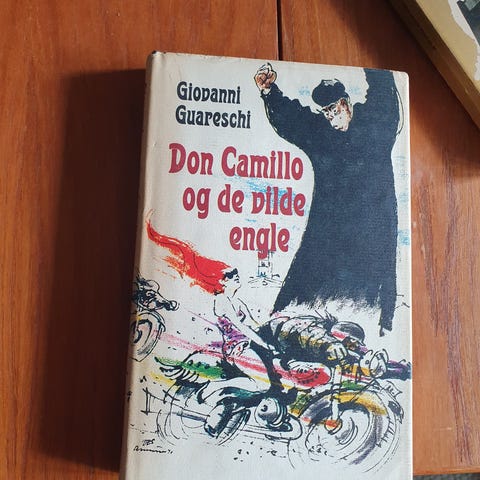 Giovanni
Guareschi
Don Camillo
og de vilde
engle